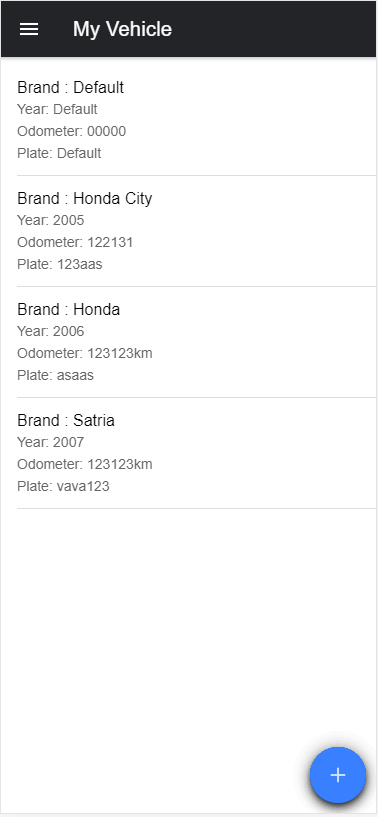 My Vehicle
Brand : Default
Year: Default
Odometer: 00000
Plate: Default
Brand : Honda City
Year: 2005
Odometer: 122131
Plate: 123aas
Brand : Honda
Year: 2006
Odometer: 123123km
Plate: asaas
Brand : Satria
Year: 2007
Odometer: 123123km
Plate: vava123